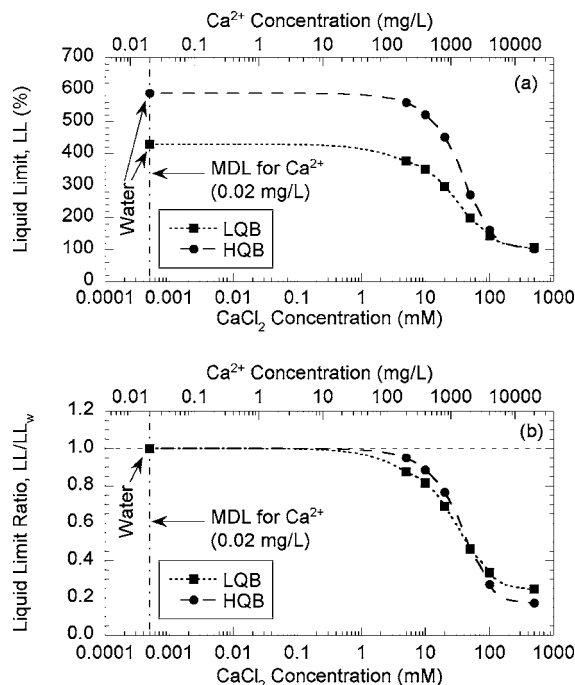 Ca²⁺ Concentration (mg/L)
0.01 0.1 1 10 100 1000 10000
700
600
500
400
300
200
100
0
Liquid Limit, LL (%)
(a)
Water
MDL for Ca²⁺
(0.02 mg/L)
LQB
HQB
0.0001 0.001 0.01 0.1 1 10 100 1000
CaCl₂ Concentration (mM)
Ca²⁺ Concentration (mg/L)
0.01 0.1 1 10 100 1000 10000
1.2
1.0
0.8
0.6
0.4
0.2
0.0
Liquid Limit Ratio, LL/LLw
(b)
Water
MDL for Ca²⁺
(0.02 mg/L)
LQB
HQB
0.0001 0.001 0.01 0.1 1 10 100 1000
CaCl₂ Concentration (mM)